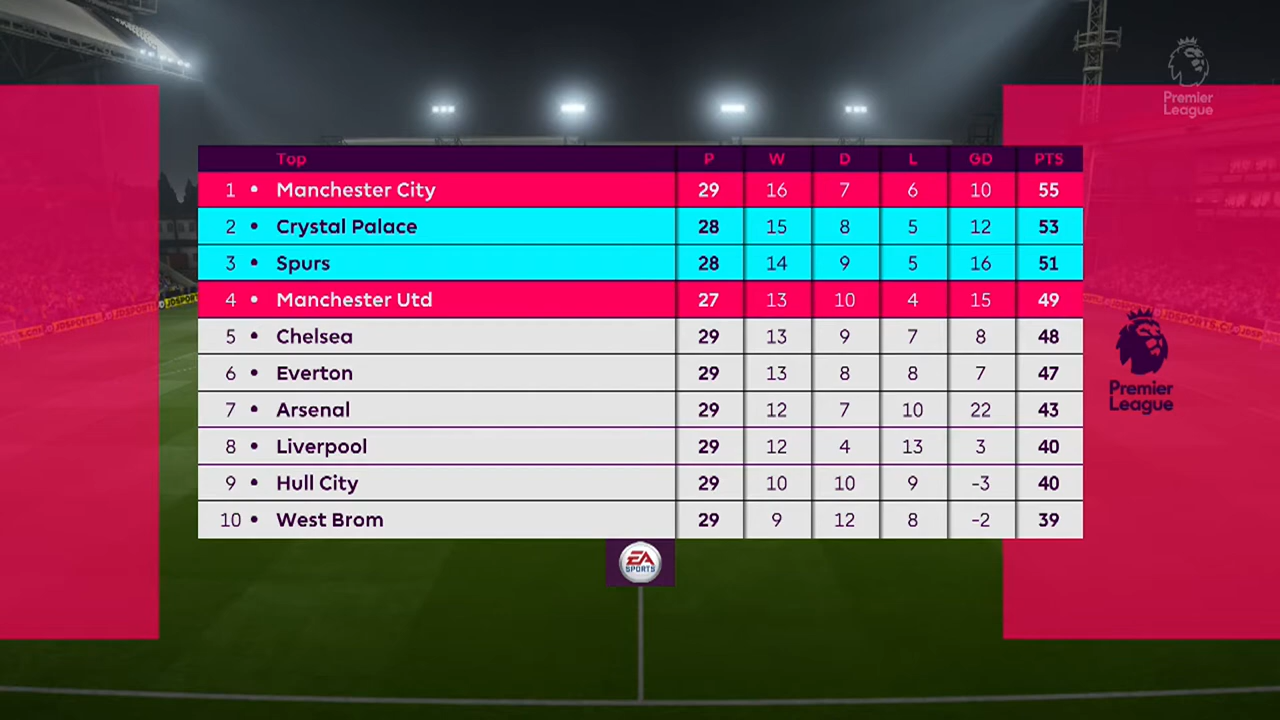 Premier
League
Top P W D L GD PTS
1 • Manchester City 29 16 7 6 10 55
2 • Crystal Palace 28 15 8 5 12 53
3 • Spurs 28 14 9 5 16 51
4 • Manchester Utd 27 13 10 4 15 49
5 • Chelsea 29 13 9 7 8 48
6 • Everton 29 13 8 8 7 47
7 • Arsenal 29 12 7 10 22 43
8 • Liverpool 29 12 4 13 3 40
9 • Hull City 29 10 10 9 -3 40
10 • West Brom 29 9 12 8 -2 39
Premier
League
EA
SPORTS